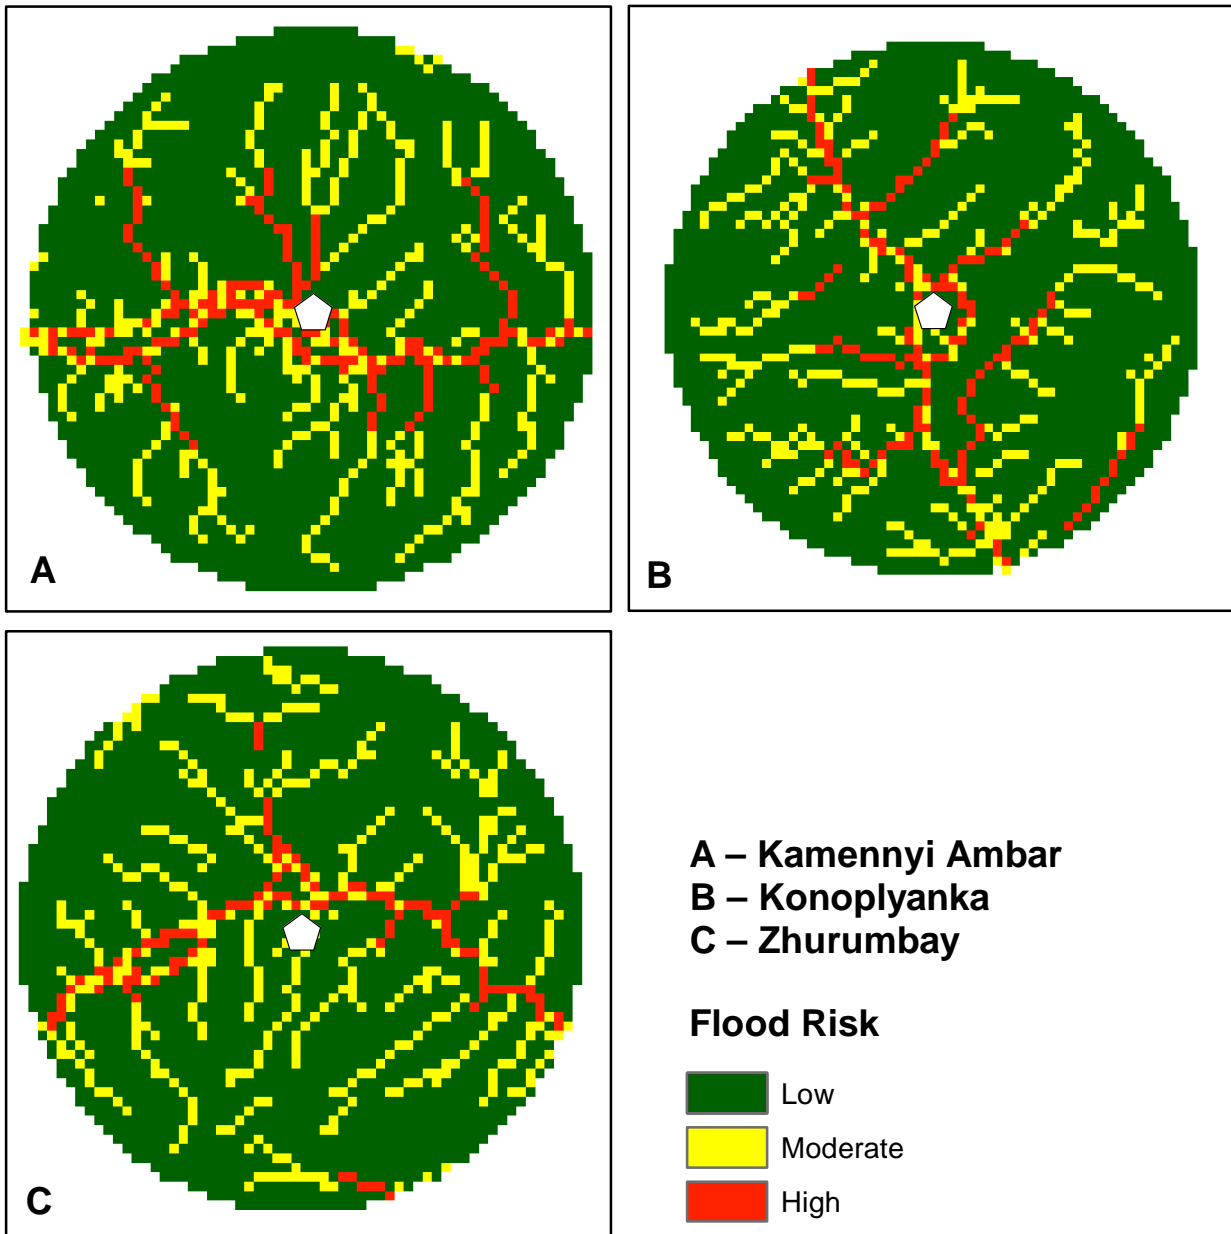 A
B
C
A – Kamennyi Ambar
B – Konoplyanka
C – Zhurumbay
Flood Risk
Low
Moderate
High